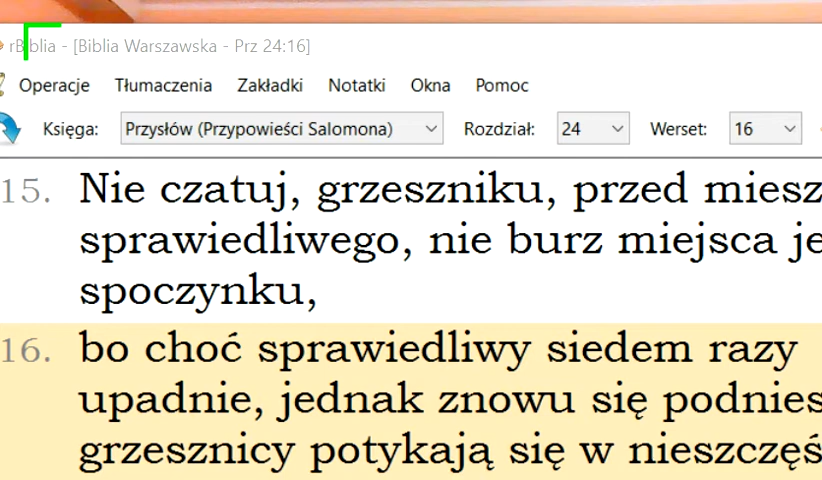 rBiblia - [Biblia Warszawska - Prz 24:16]
Operacje Tłumaczenia Zakładki Notatki Okna Pomoc
Księga: Przysłów (Przypowieści Salomona) Rozdział: 24 Werset: 16
15. Nie czatuj, grzeszniku, przed miesz
sprawiedliwego, nie burz miejsca je
spoczynku,
16. bo choć sprawiedliwy siedem razy
upadnie, jednak znowu się podnies
grzesznicy potykają się w nieszczęś